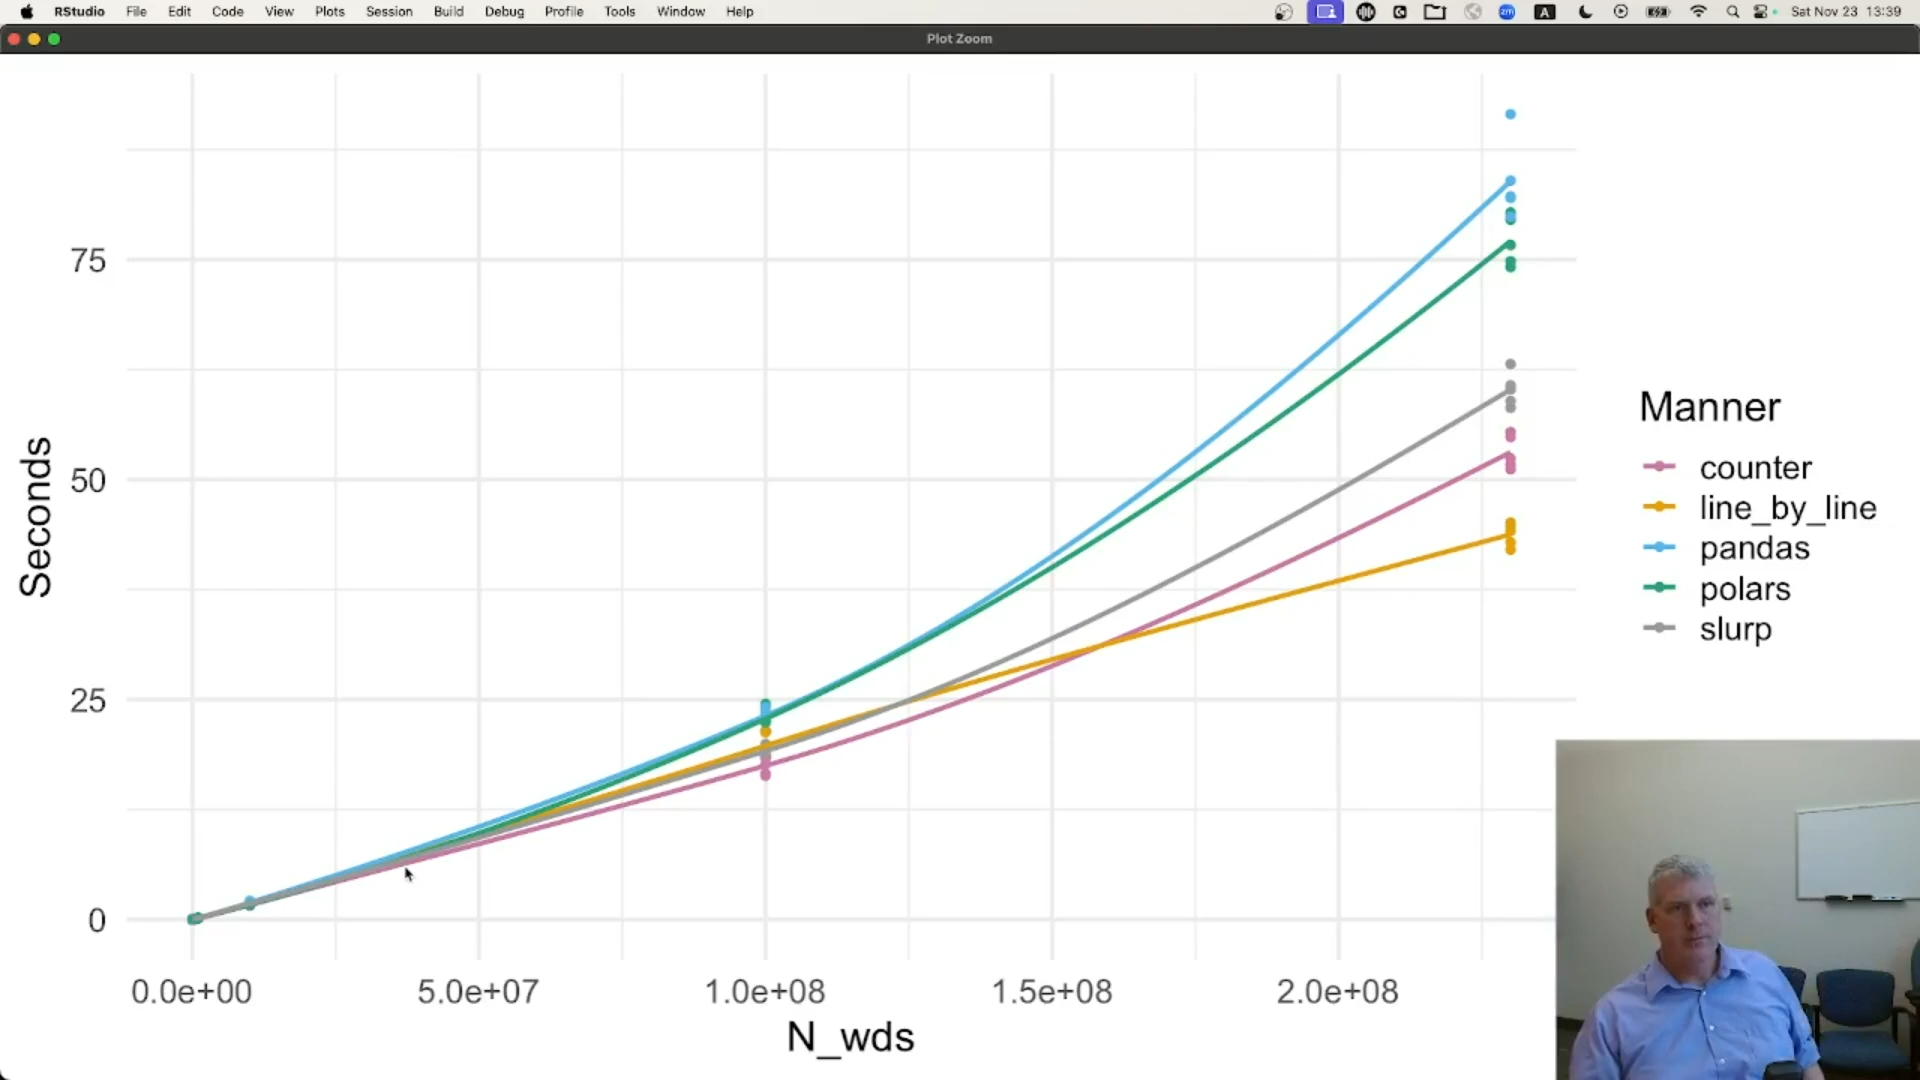 RStudio File Edit Code View Plots Session Build Debug Profile Tools Window Help zm A Sat Nov 23 13:39
Plot Zoom
75
50
25
0
Seconds
0.0e+00 5.0e+07 1.0e+08 1.5e+08 2.0e+08
N_wds
Manner
counter
line_by_line
pandas
polars
slurp